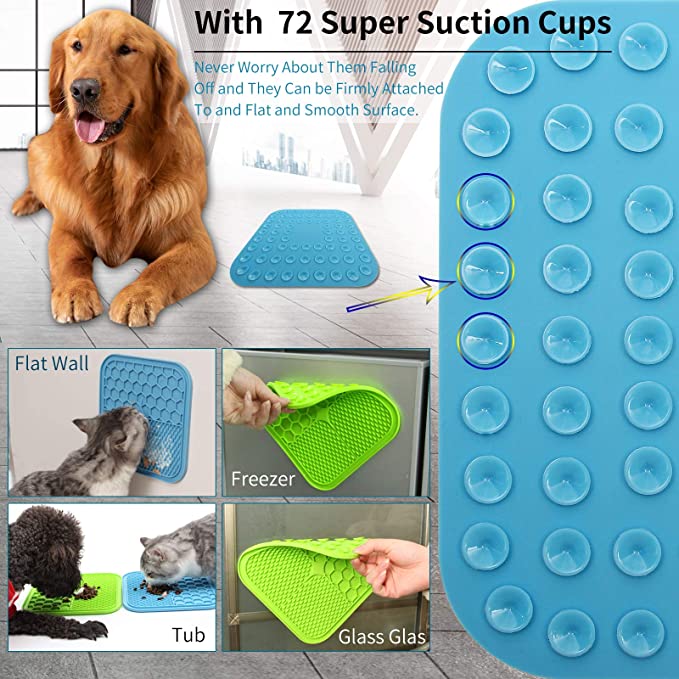 With 72 Super Suction Cups
Never Worry About Them Falling
Off and They Can be Firmly Attached
To and Flat and Smooth Surface.
Flat Wall
Freezer
Tub
Glass Glas